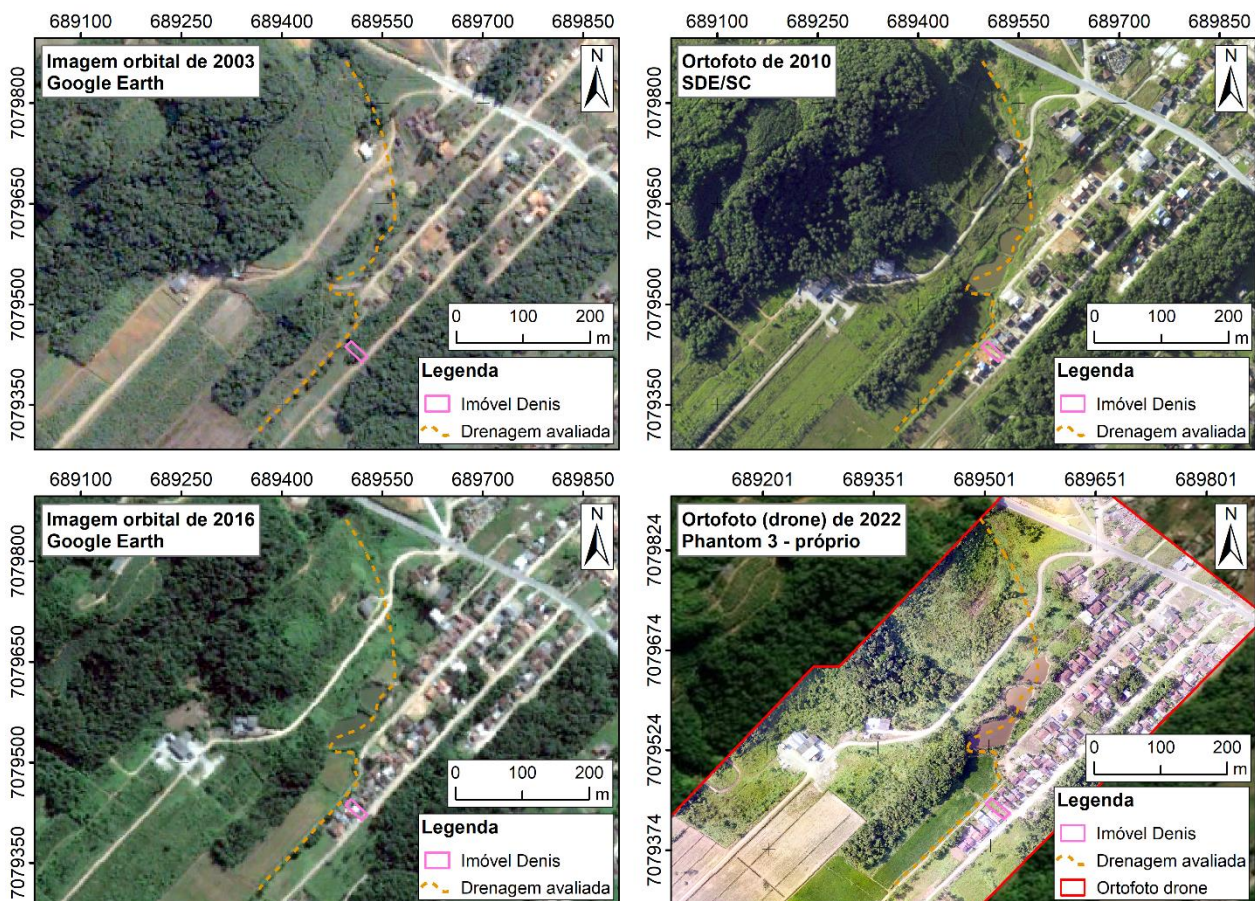 689100 689250 689400 689550 689700 689850
Imagem orbital de 2003
Google Earth
N
7079800
7079650
7079500
7079350
0 100 200
m
Legenda
Imóvel Denis
Drenagem avaliada
689100 689250 689400 689550 689700 689850
Ortofoto de 2010
SDE/SC
N
7079800
7079650
7079500
7079350
0 100 200
m
Legenda
Imóvel Denis
Drenagem avaliada
689100 689250 689400 689550 689700 689850
Imagem orbital de 2016
Google Earth
N
7079800
7079650
7079500
7079350
0 100 200
m
Legenda
Imóvel Denis
Drenagem avaliada
689201 689351 689501 689651 689801
Ortofoto (drone) de 2022
Phantom 3 - próprio
N
7079824
7079674
7079524
7079374
0 100 200
m
Legenda
Imóvel Denis
Drenagem avaliada
Ortofoto drone